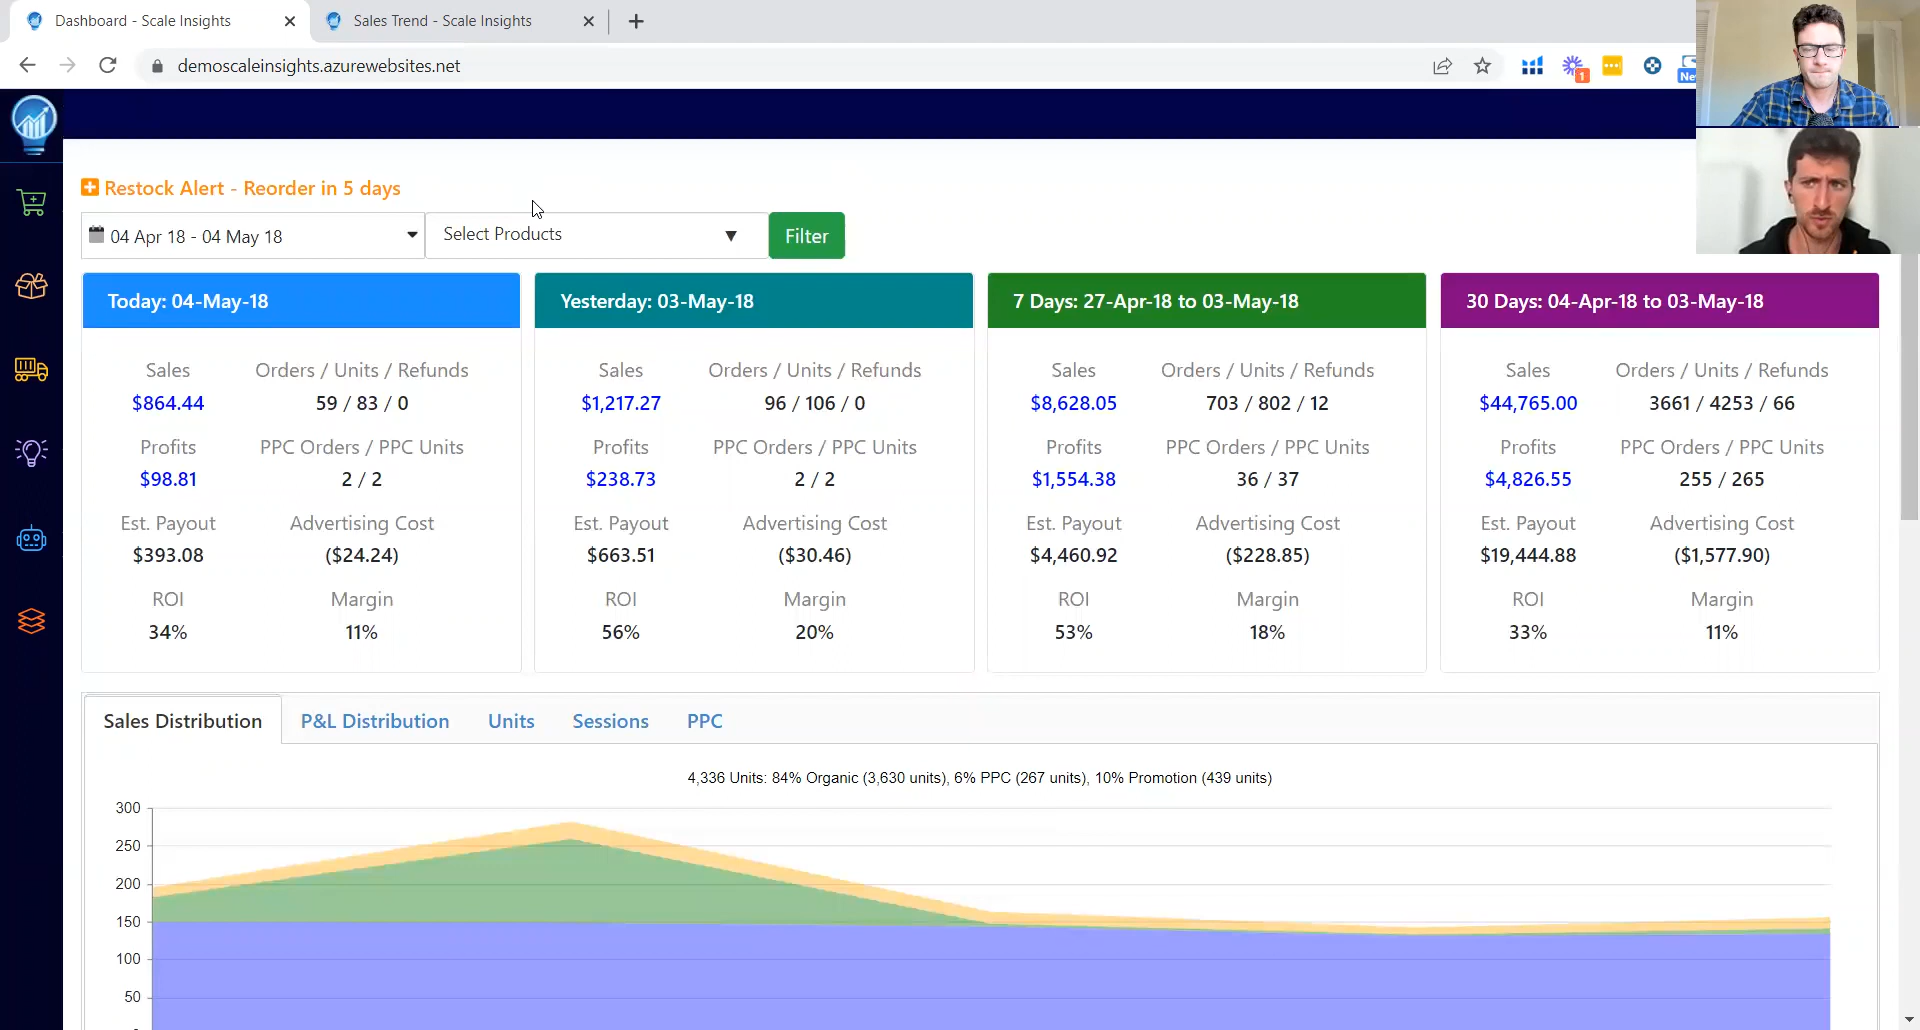 Dashboard - Scale Insights
Sales Trend - Scale Insights
demoscaleinsights.azurewebsites.net
1
Ne
Restock Alert - Reorder in 5 days
04 Apr 18 - 04 May 18
Select Products
Filter
Today: 04-May-18
Yesterday: 03-May-18
7 Days: 27-Apr-18 to 03-May-18
30 Days: 04-Apr-18 to 03-May-18
Sales Orders / Units / Refunds
$864.44 59 / 83 / 0
Profits PPC Orders / PPC Units
$98.81 2 / 2
Est. Payout Advertising Cost
$393.08 ($24.24)
ROI Margin
34% 11%
Sales Orders / Units / Refunds
$1,217.27 96 / 106 / 0
Profits PPC Orders / PPC Units
$238.73 2 / 2
Est. Payout Advertising Cost
$663.51 ($30.46)
ROI Margin
56% 20%
Sales Orders / Units / Refunds
$8,628.05 703 / 802 / 12
Profits PPC Orders / PPC Units
$1,554.38 36 / 37
Est. Payout Advertising Cost
$4,460.92 ($228.85)
ROI Margin
53% 18%
Sales Orders / Units / Refunds
$44,765.00 3661 / 4253 / 66
Profits PPC Orders / PPC Units
$4,826.55 255 / 265
Est. Payout Advertising Cost
$19,444.88 ($1,577.90)
ROI Margin
33% 11%
Sales Distribution P&L Distribution Units Sessions PPC
4,336 Units: 84% Organic (3,630 units), 6% PPC (267 units), 10% Promotion (439 units)
300
250
200
150
100
50